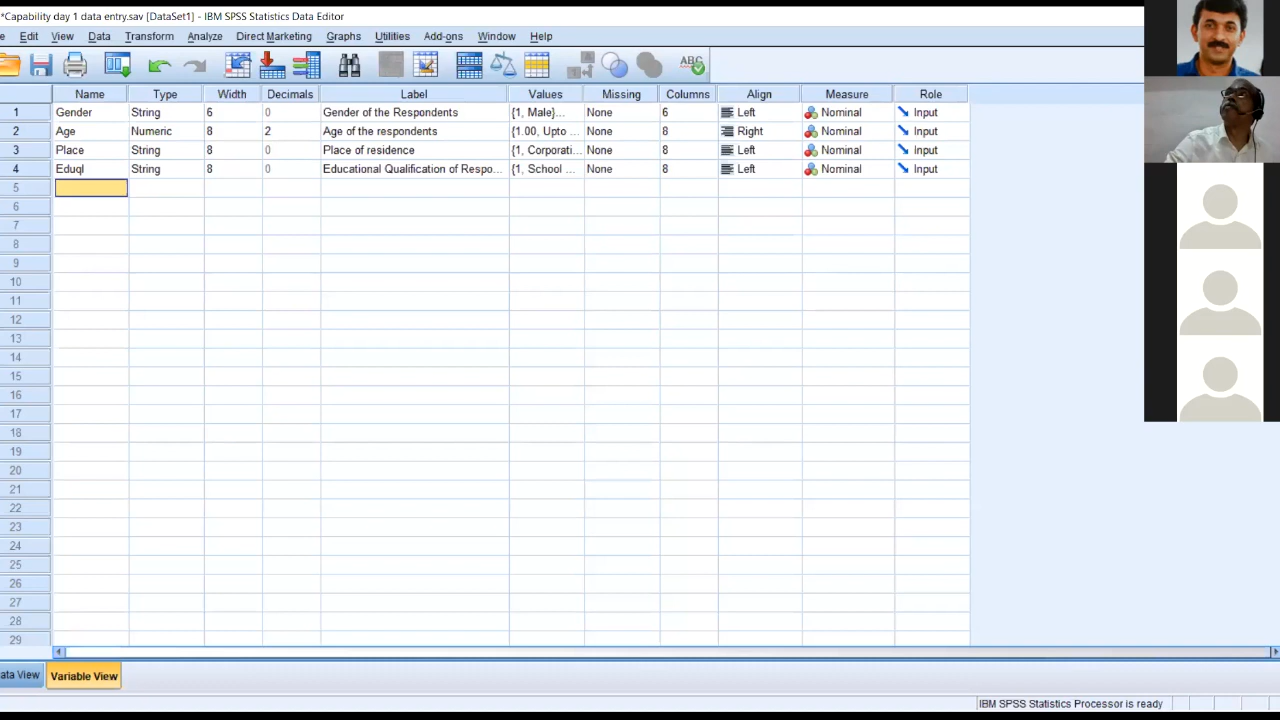 *Capability day 1 data entry.sav [DataSet1] - IBM SPSS Statistics Data Editor
e Edit View Data Transform Analyze Direct Marketing Graphs Utilities Add-ons Window Help
ABC
Name Type Width Decimals Label Values Missing Columns Align Measure Role
1 Gender String 6 0 Gender of the Respondents {1, Male}... None 6 Left Nominal Input
2 Age Numeric 8 2 Age of the respondents {1.00, Upto ... None 8 Right Nominal Input
3 Place String 8 0 Place of residence {1, Corporati... None 8 Left Nominal Input
4 Eduql String 8 0 Educational Qualification of Respo... {1, School ... None 8 Left Nominal Input
5
6
7
8
9
10
11
12
13
14
15
16
17
18
19
20
21
22
23
24
25
26
27
28
29
ata View Variable View
IBM SPSS Statistics Processor is ready